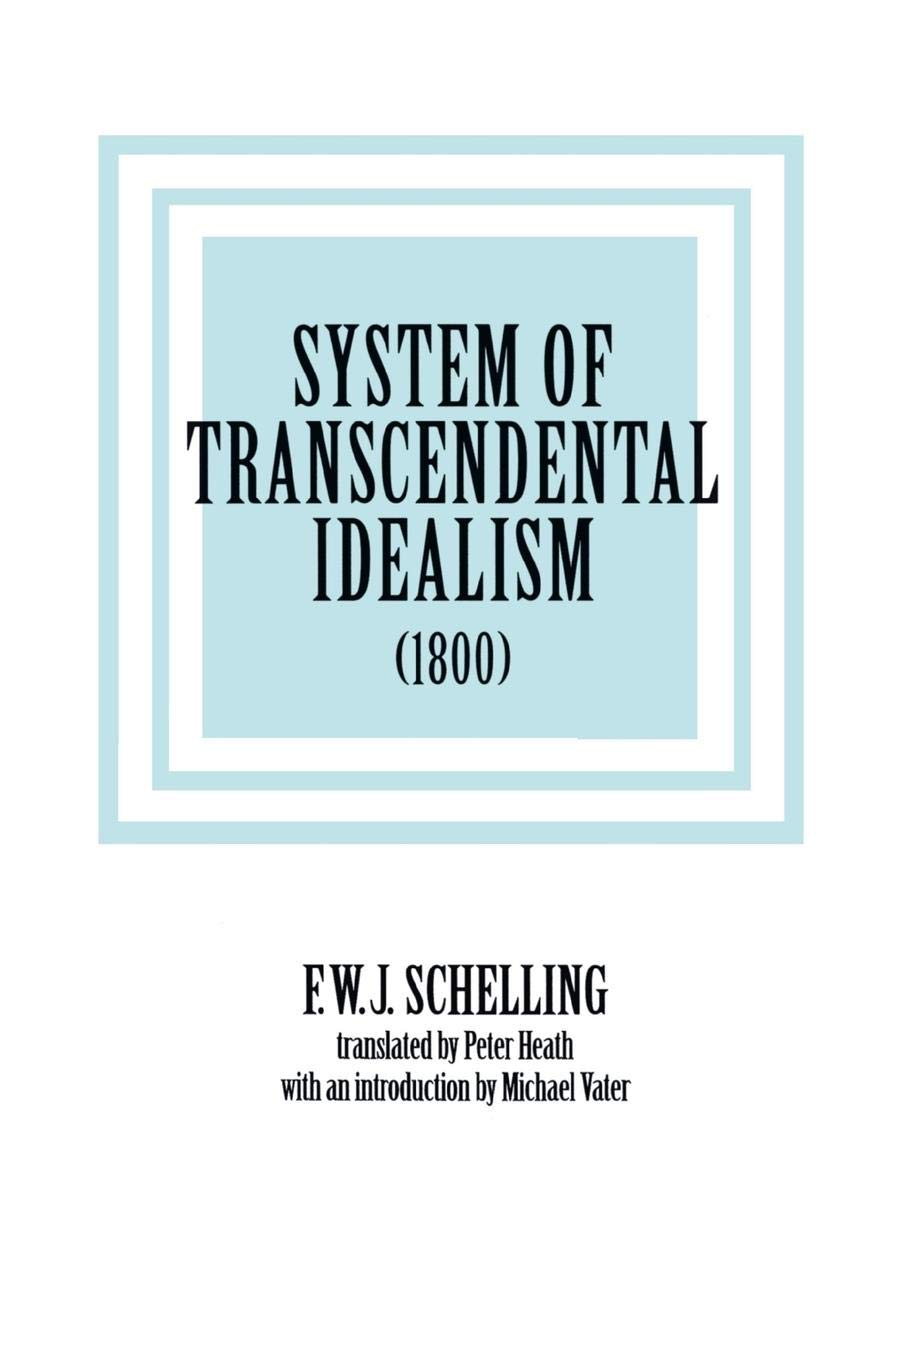 SYSTEM OF
TRANSCENDENTAL
IDEALISM
(1800)
F.W.J. SCHELLING
translated by Peter Heath
with an introduction by Michael Vater